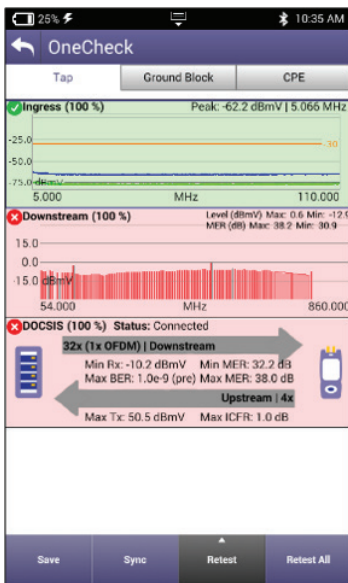 25% 10:35 AM
OneCheck
Tap Ground Block CPE
Ingress (100 %) Peak: -62.2 dBmV | 5.066 MHz
-25.0
-30
-50.0
-75.0 dBmV
5.000 MHz 110.000
Downstream (100 %) Level (dBmV) Max: 0.6 Min: -12.9
MER (dB) Max: 38.2 Min: 30.9
15.0
0.0
-15.0 dBmV
54.000 MHz 860.000
DOCSIS (100 %) Status: Connected
32x (1x OFDM) | Downstream
Min Rx: -10.2 dBmV Min MER: 32.2 dB
Max BER: 1.0e-9 (pre) Max MER: 38.0 dB
Upstream | 4x
Max Tx: 50.5 dBmV Max ICFR: 1.0 dB
Save Sync Retest Retest All